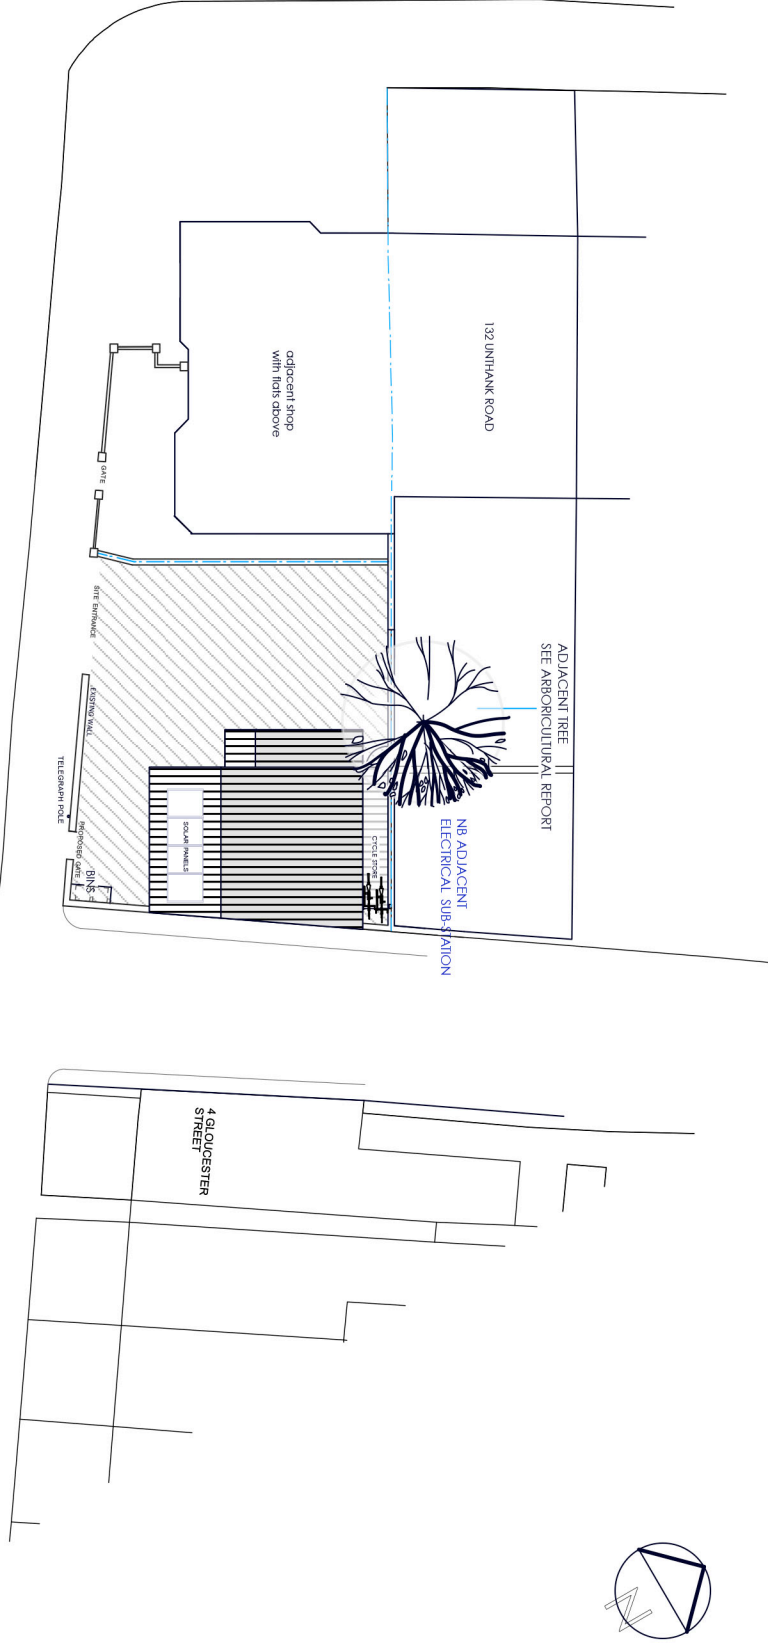 132 UNTHANK ROAD
adjacent shop
with flats above
GATE
SITE ENTRANCE
ADJACENT TREE
SEE ARBORICULTURAL REPORT
EXISTING WALL
TELEGRAPH POLE
SOLAR PANELS
CYCLE STORE
NB ADJACENT
ELECTRICAL SUB-STATION
PROPOSED GATE
BINS
4 GLOUCESTER
STREET
N